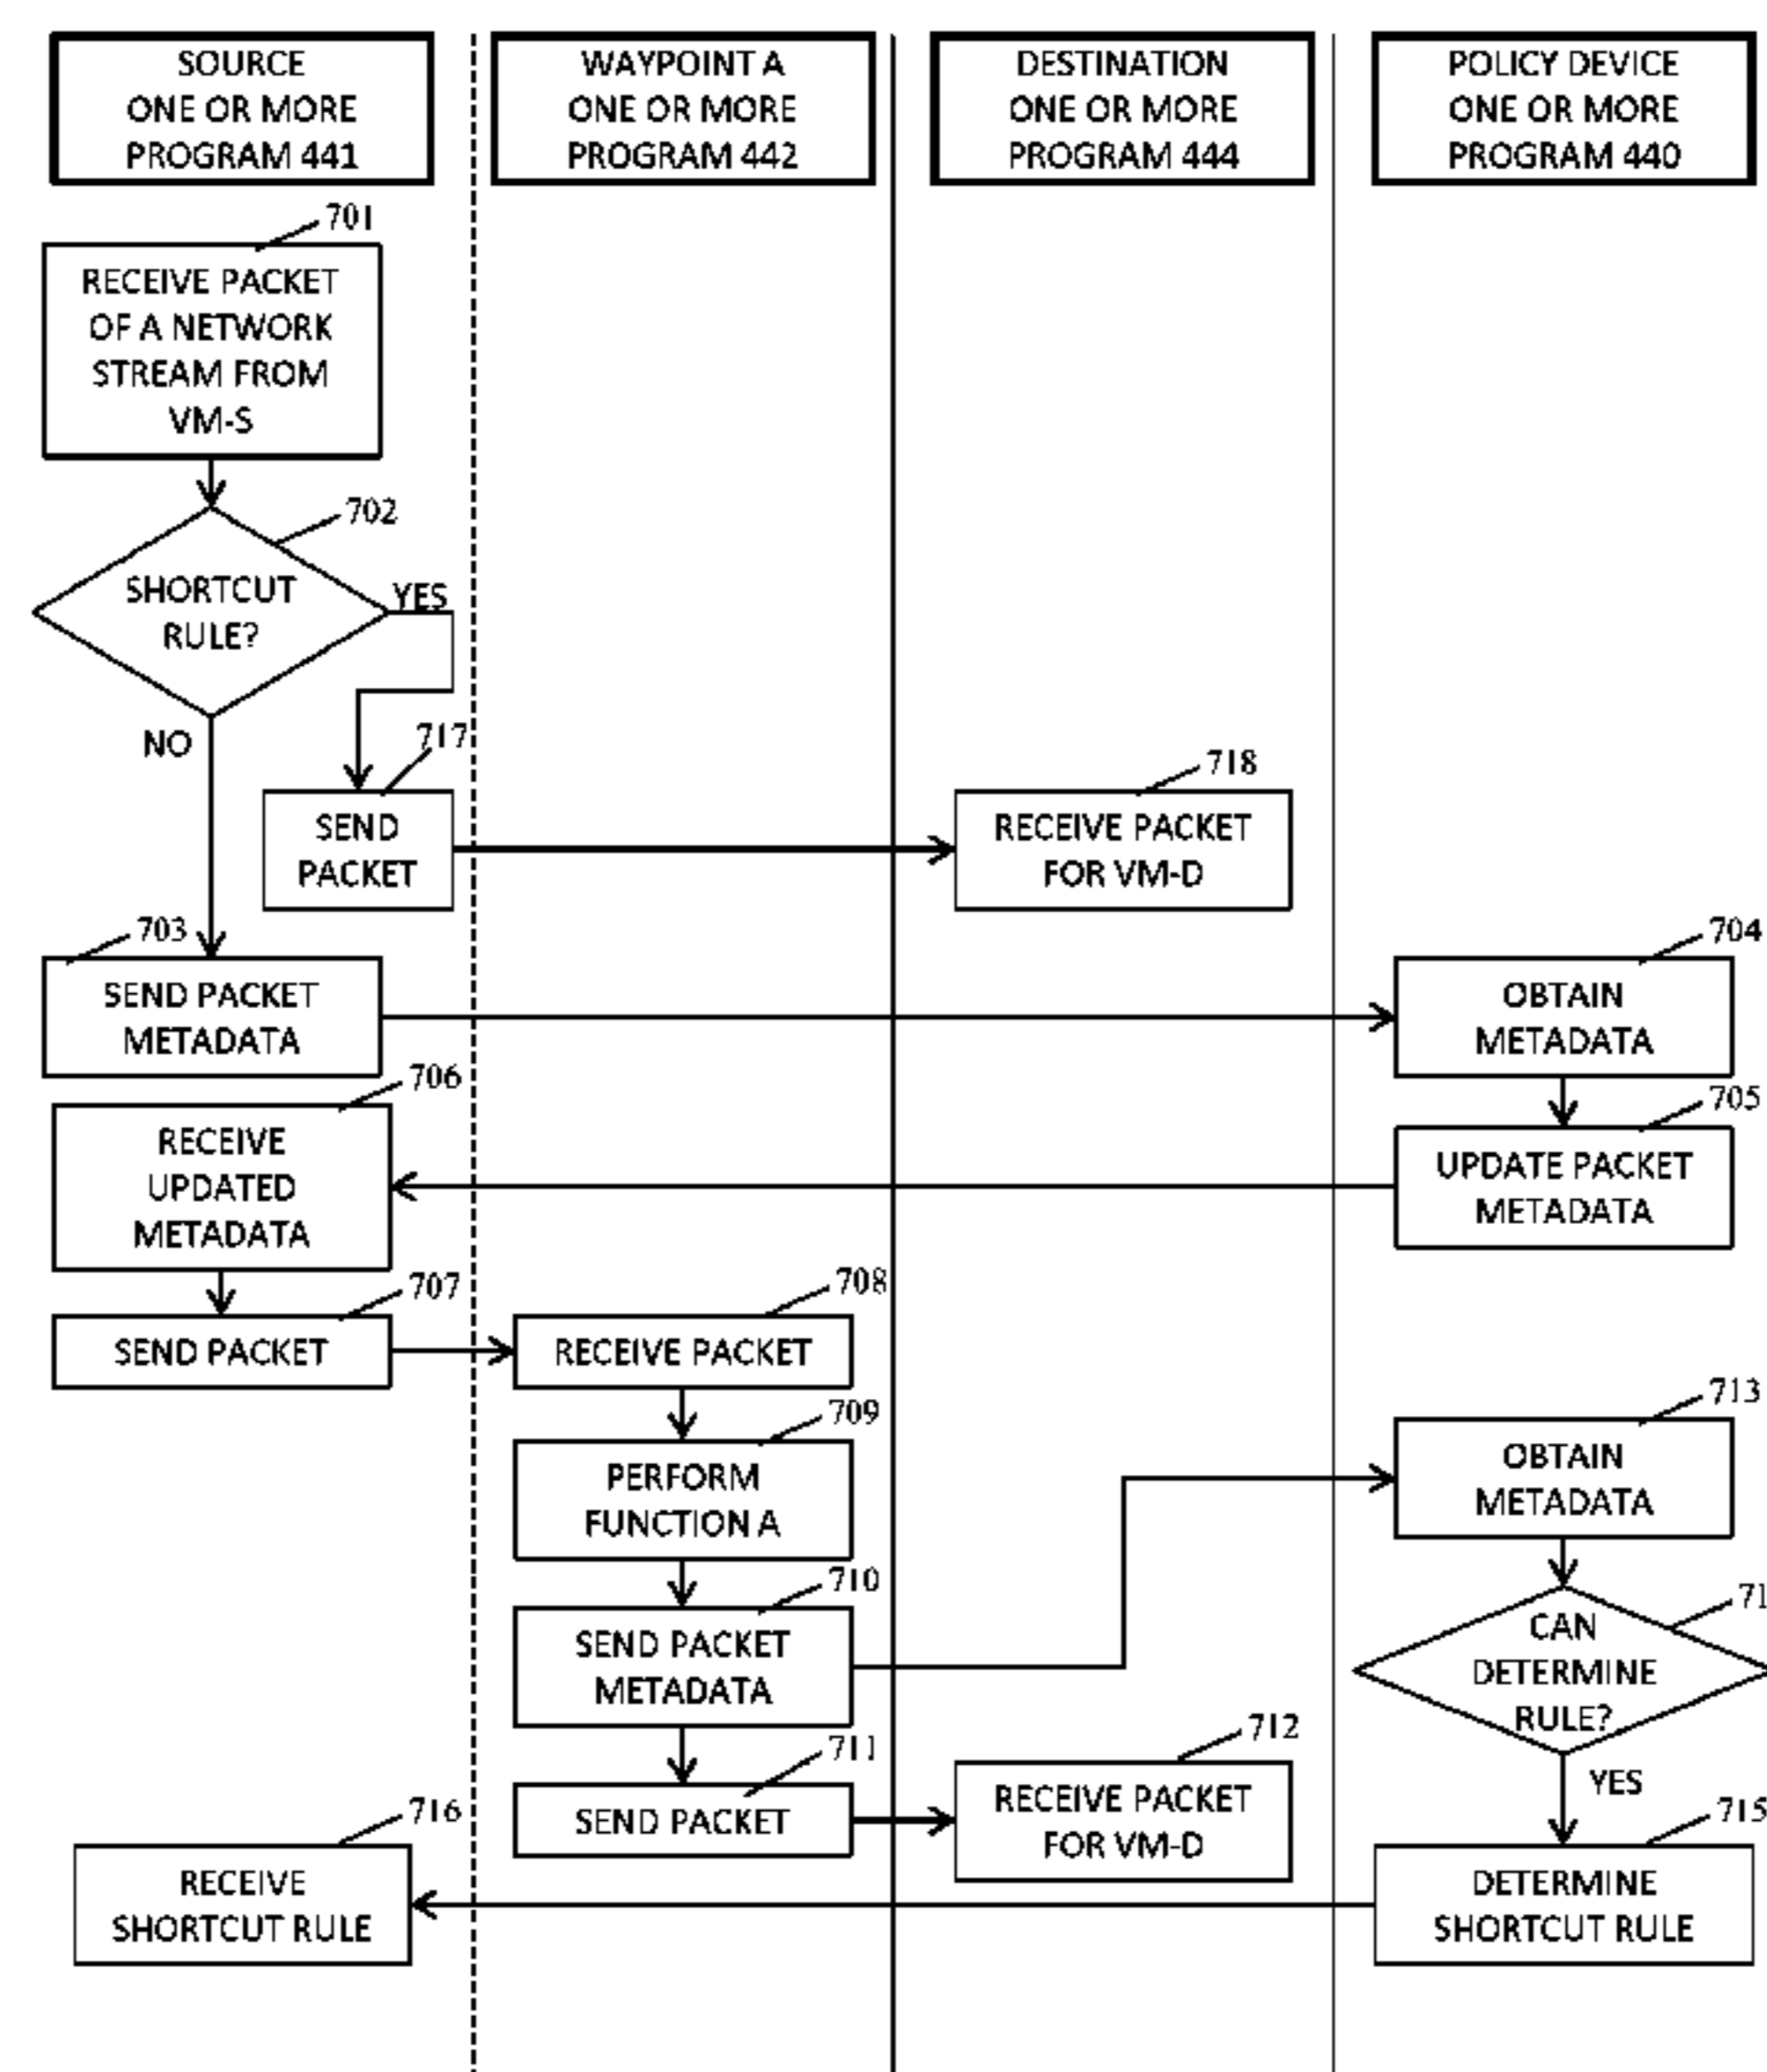 SOURCE
ONE OR MORE
PROGRAM 441
WAYPOINT A
ONE OR MORE
PROGRAM 442
DESTINATION
ONE OR MORE
PROGRAM 444
POLICY DEVICE
ONE OR MORE
PROGRAM 440
701
RECEIVE PACKET
OF A NETWORK
STREAM FROM
VM-S
702
SHORTCUT
RULE?
YES
NO
717
SEND
PACKET
718
RECEIVE PACKET
FOR VM-D
703
SEND PACKET
METADATA
704
OBTAIN
METADATA
706
RECEIVE
UPDATED
METADATA
705
UPDATE PACKET
METADATA
707
SEND PACKET
708
RECEIVE PACKET
709
PERFORM
FUNCTION A
713
OBTAIN
METADATA
710
SEND PACKET
METADATA
71
CAN
DETERMINE
RULE?
YES
711
SEND PACKET
712
RECEIVE PACKET
FOR VM-D
716
RECEIVE
SHORTCUT RULE
715
DETERMINE
SHORTCUT RULE